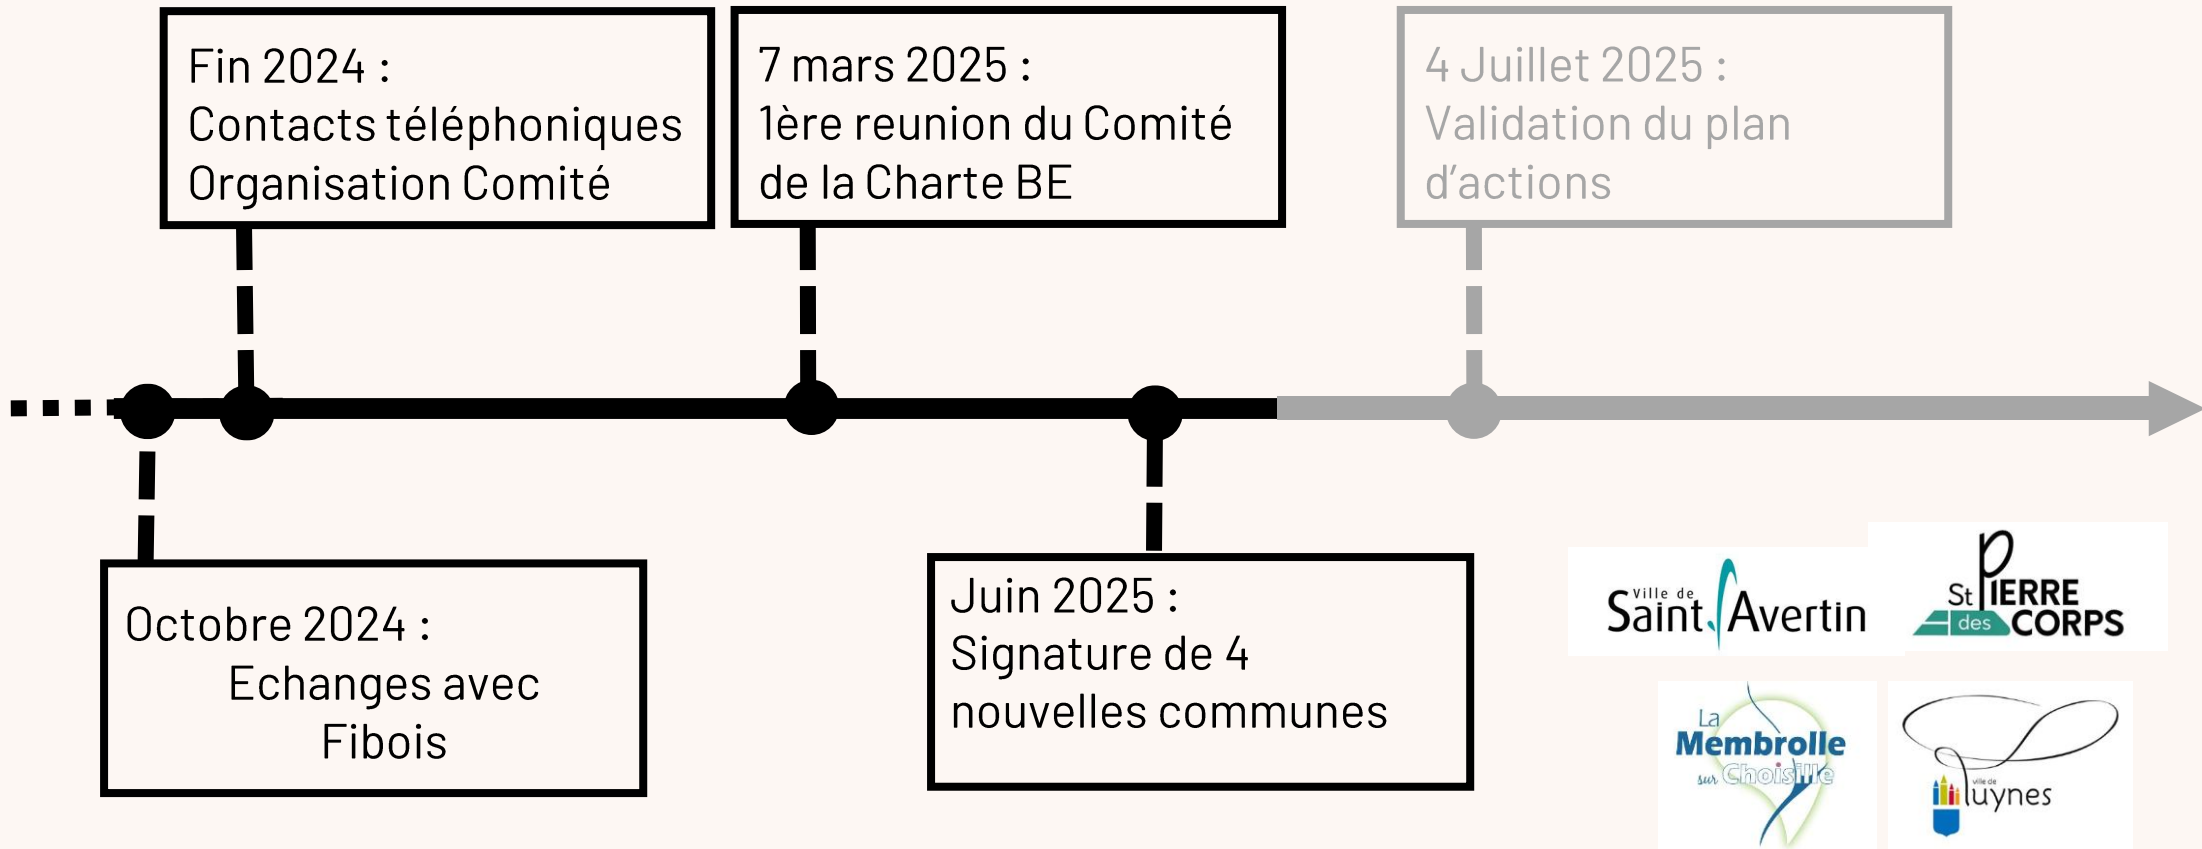 Fin 2024 :
Contacts téléphoniques
Organisation Comité
7 mars 2025 :
1ère reunion du Comité
de la Charte BE
4 Juillet 2025 :
Validation du plan
d’actions
Octobre 2024 :
Echanges avec
Fibois
Juin 2025 :
Signature de 4
nouvelles communes
Ville de
Saint Avertin
St PIERRE
des CORPS
La
Membrolle
sur Choisille
ville de
Luynes